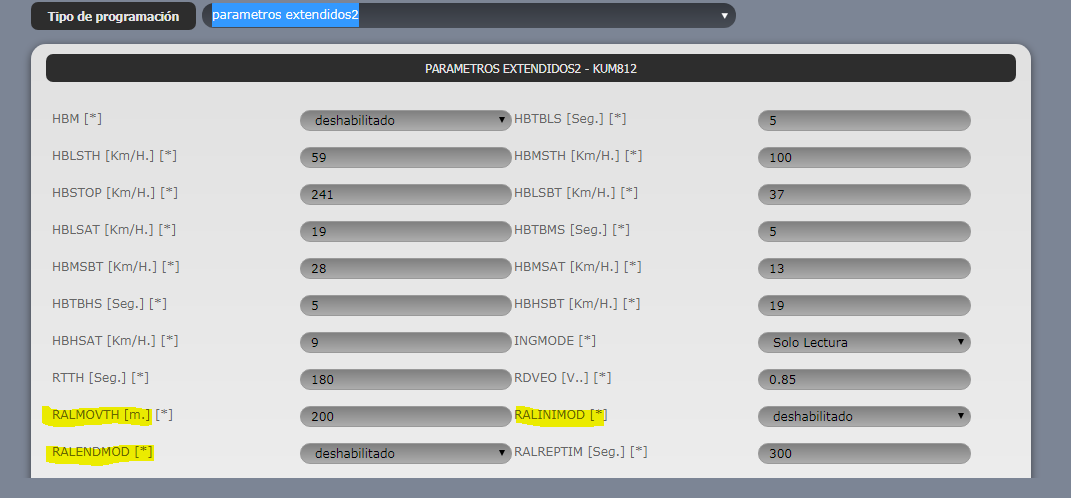 Tipo de programación parametros extendidos2
PARAMETROS EXTENDIDOS2 - KUM812
HBM [*] deshabilitado HBTBLS [Seg.] [*] 5
HBLSTH [Km/H.] [*] 59 HBMSTH [Km/H.] [*] 100
HBSTOP [Km/H.] [*] 241 HBLSBT [Km/H.] [*] 37
HBLSAT [Km/H.] [*] 19 HBTBMS [Seg.] [*] 5
HBMSBT [Km/H.] [*] 28 HBMSAT [Km/H.] [*] 13
HBTBHS [Seg.] [*] 5 HBHSBT [Km/H.] [*] 19
HBHSAT [Km/H.] [*] 9 INGMODE [*] Solo Lectura
RTTH [Seg.] [*] 180 RDVEO [V..] [*] 0.85
RALMOVTH [m.] [*] 200 RALINIMOD [*] deshabilitado
RALENDMOD [*] deshabilitado RALREPTIM [Seg.] [*] 300